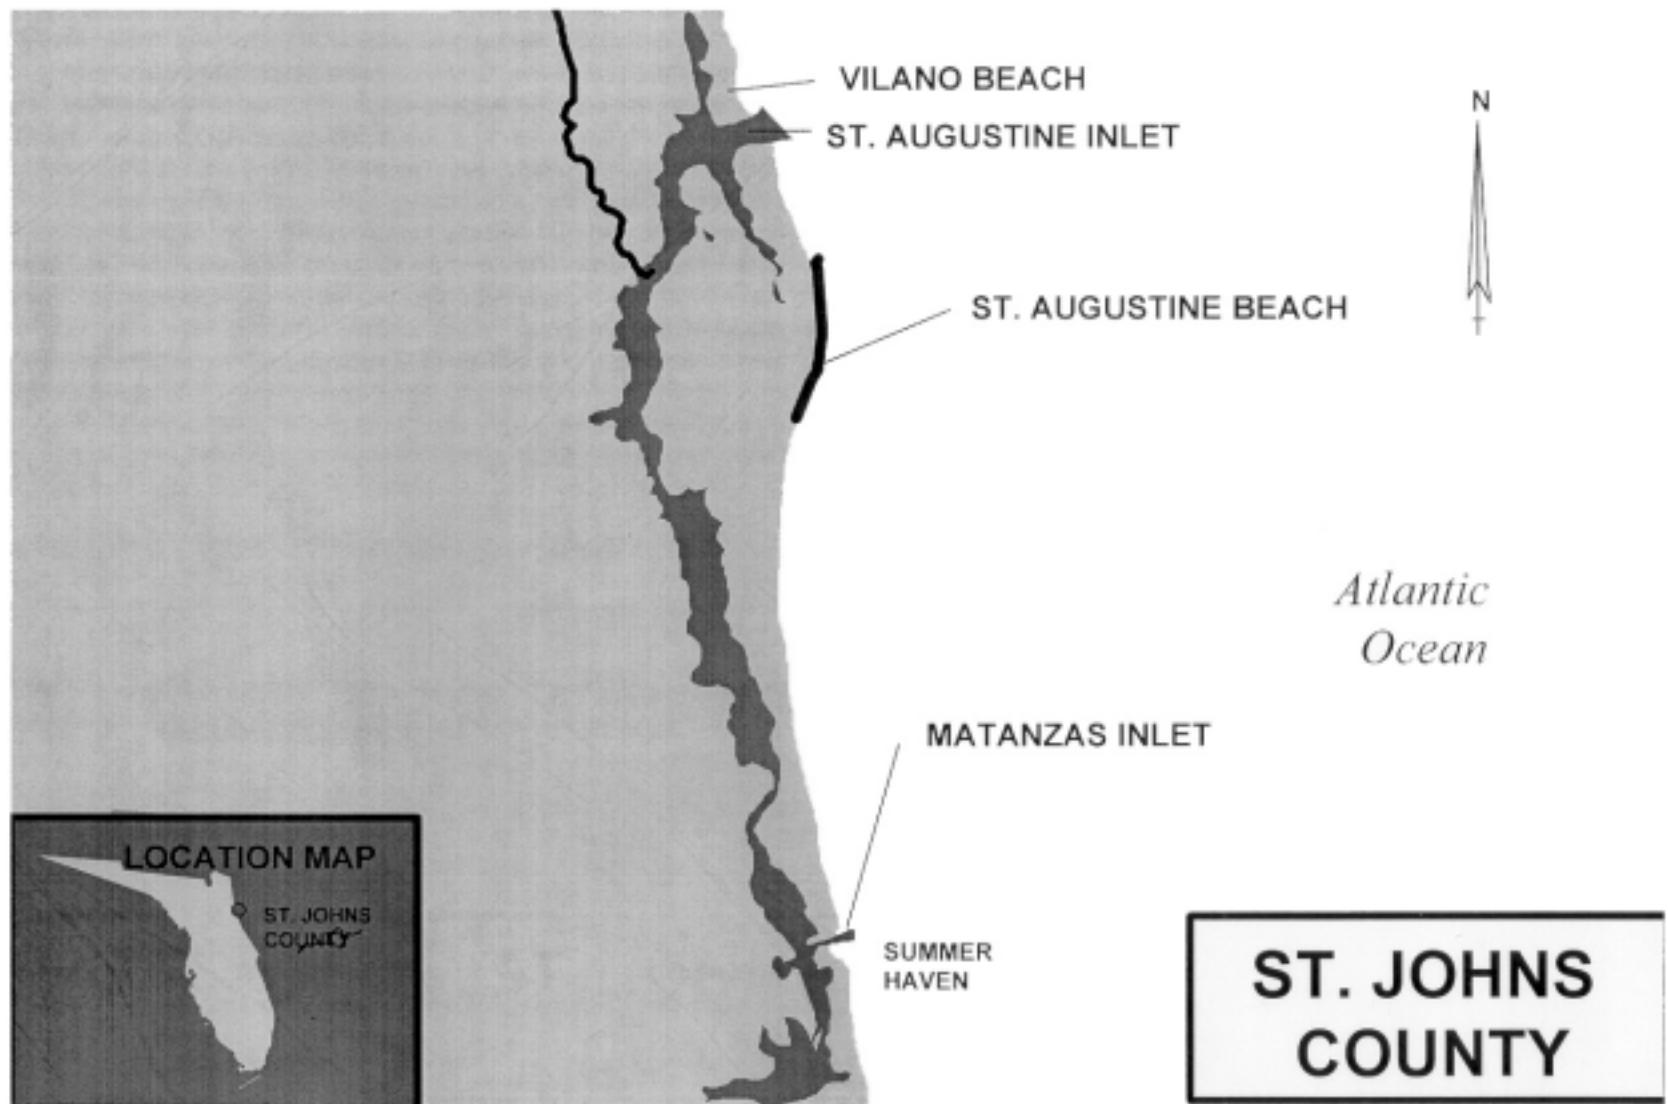 VILANO BEACH
N
ST. AUGUSTINE INLET
ST. AUGUSTINE BEACH
Atlantic
Ocean
MATANZAS INLET
LOCATION MAP
ST. JOHNS
COUNTY
SUMMER
HAVEN
ST. JOHNS
COUNTY